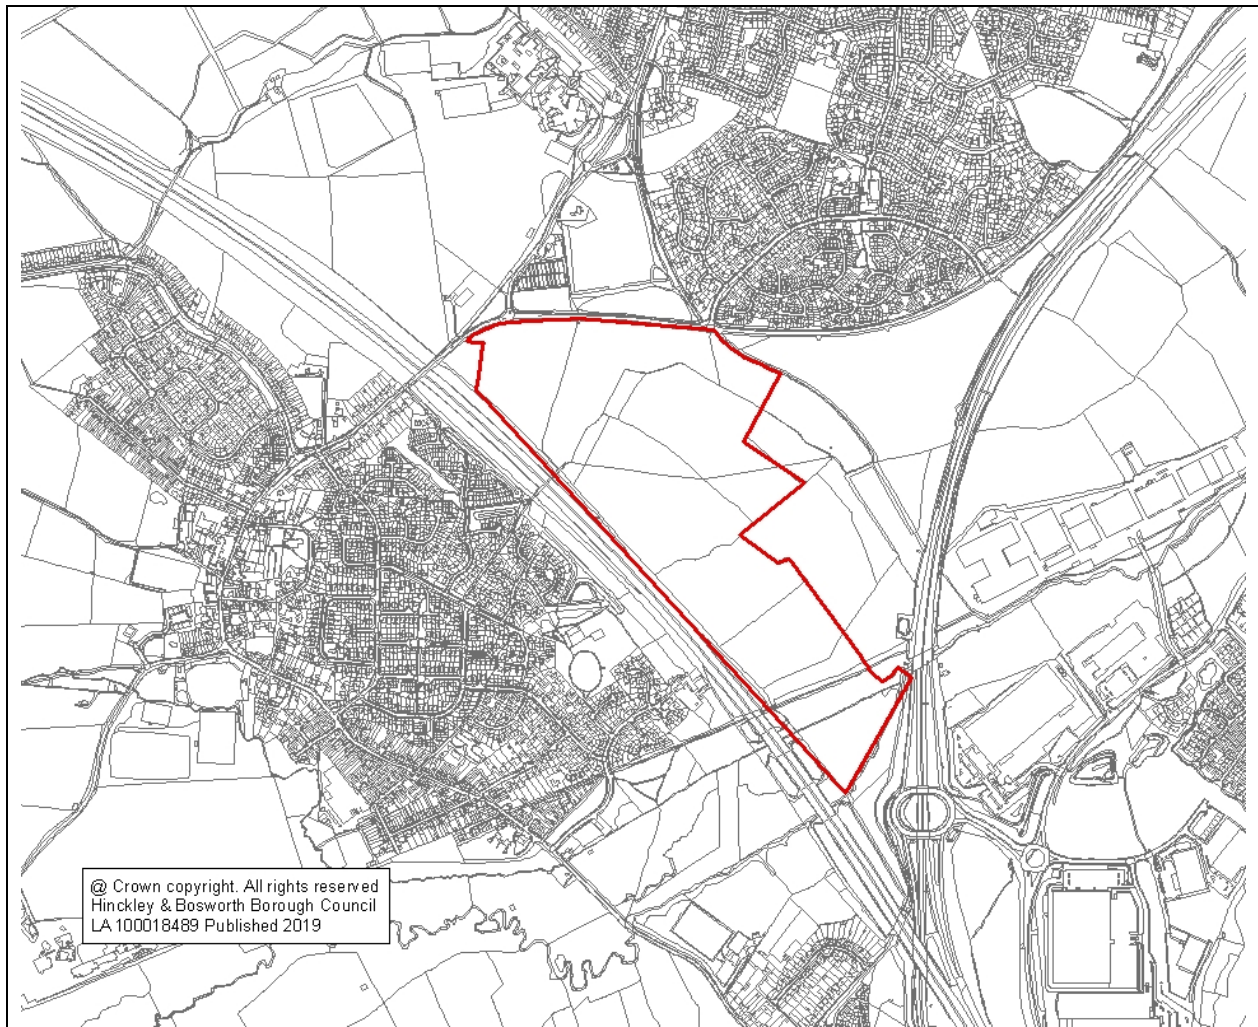 @ Crown copyright. All rights reserved
Hinckley & Bosworth Borough Council
LA 100018489 Published 2019